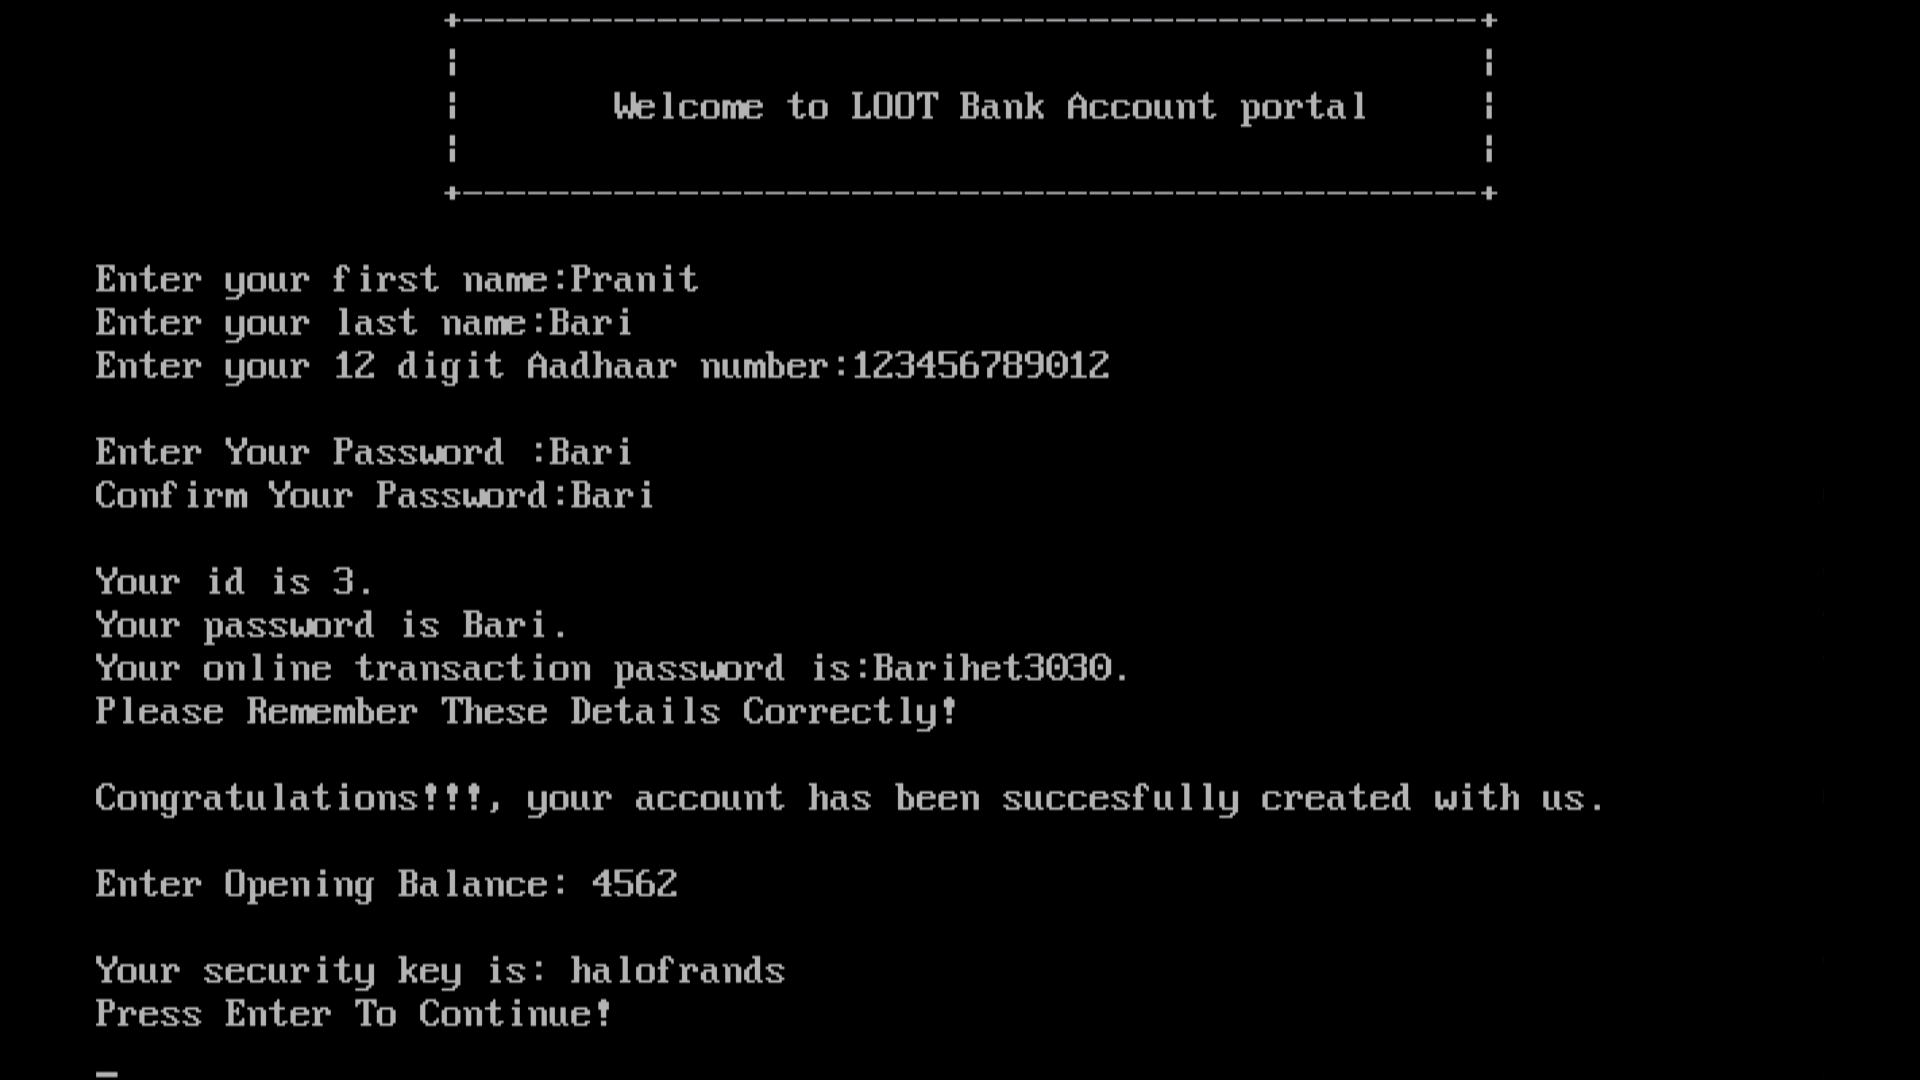 Welcome to LOOT Bank Account portal
Enter your first name:Pranit
Enter your last name:Bari
Enter your 12 digit Aadhaar number:123456789012
Enter Your Password :Bari
Confirm Your Password:Bari
Your id is 3.
Your password is Bari.
Your online transaction password is:Barihet3030.
Please Remember These Details Correctly!
Congratulations!!!, your account has been succesfully created with us.
Enter Opening Balance: 4562
Your security key is: halofrands
Press Enter To Continue!